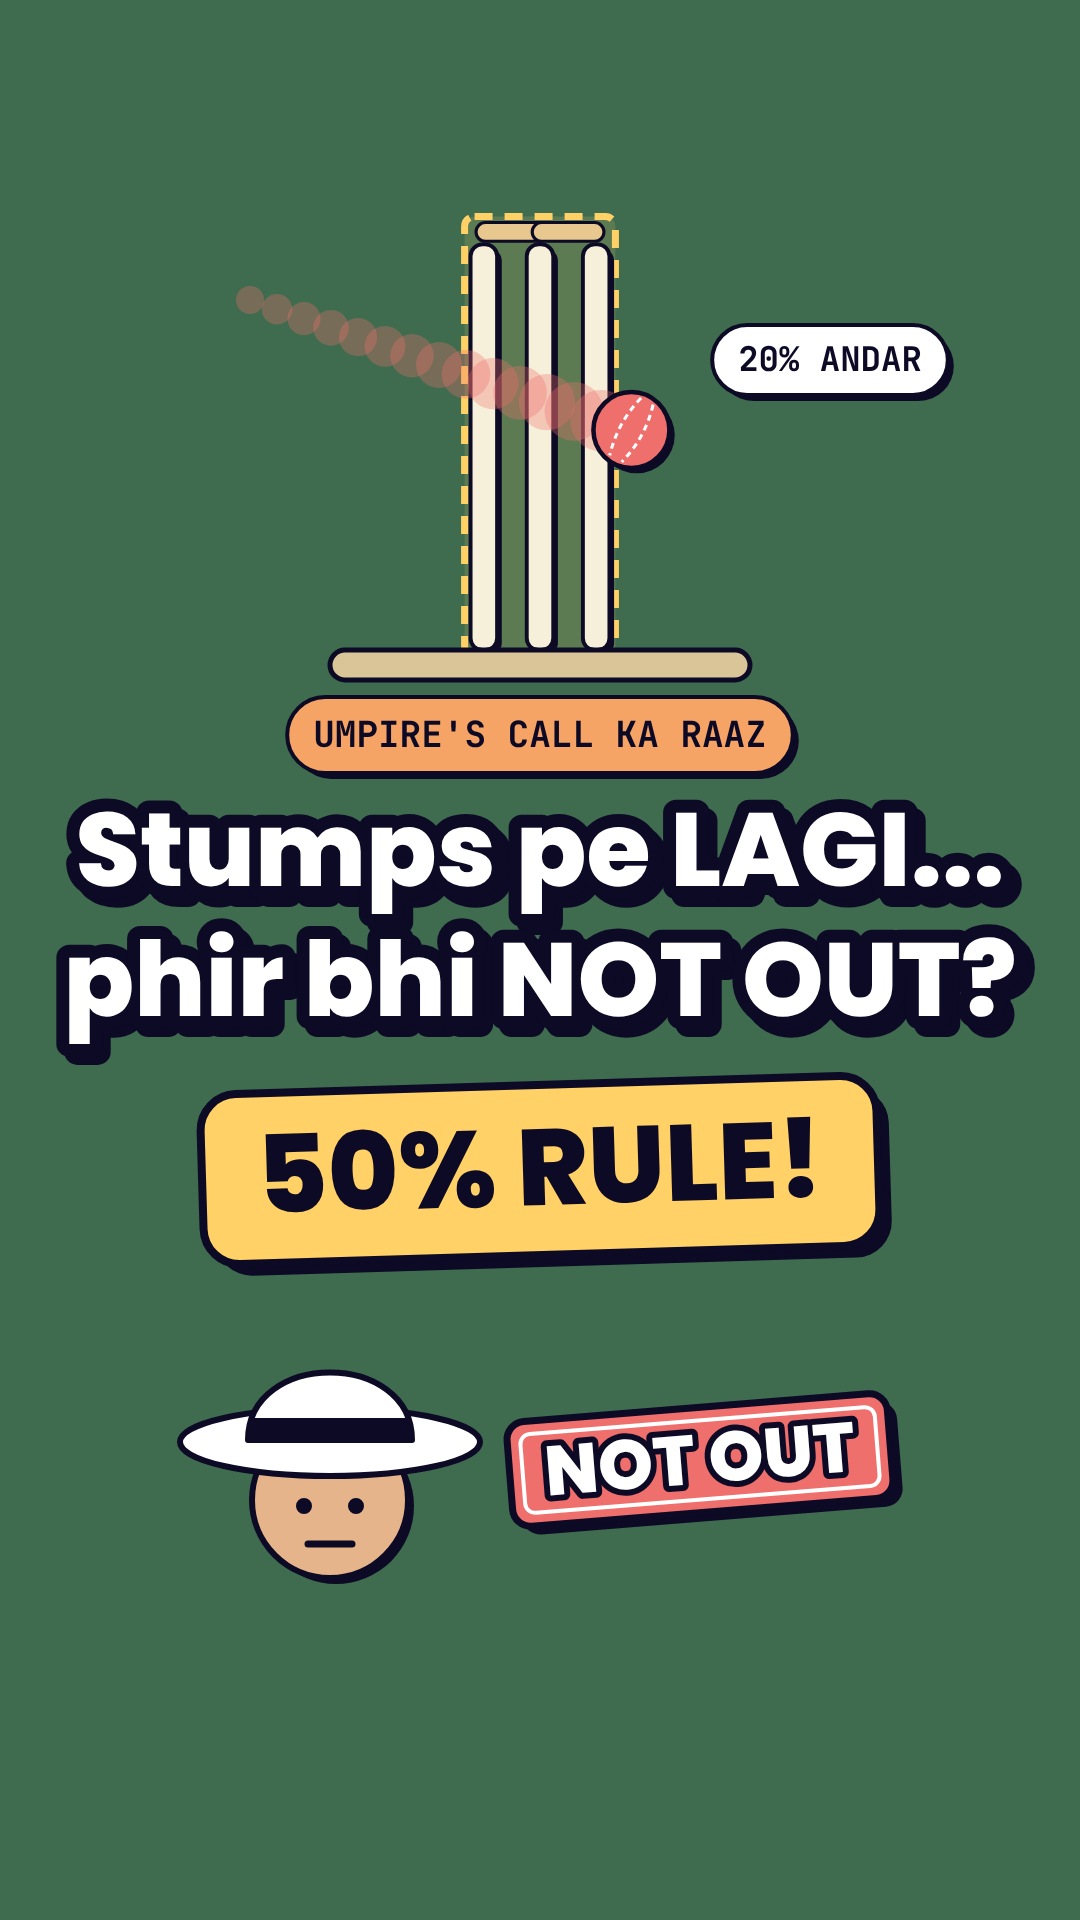 20% ANDAR
UMPIRE'S CALL KA RAAZ
Stumps pe LAGI...
phir bhi NOT OUT?
50% RULE!
NOT OUT